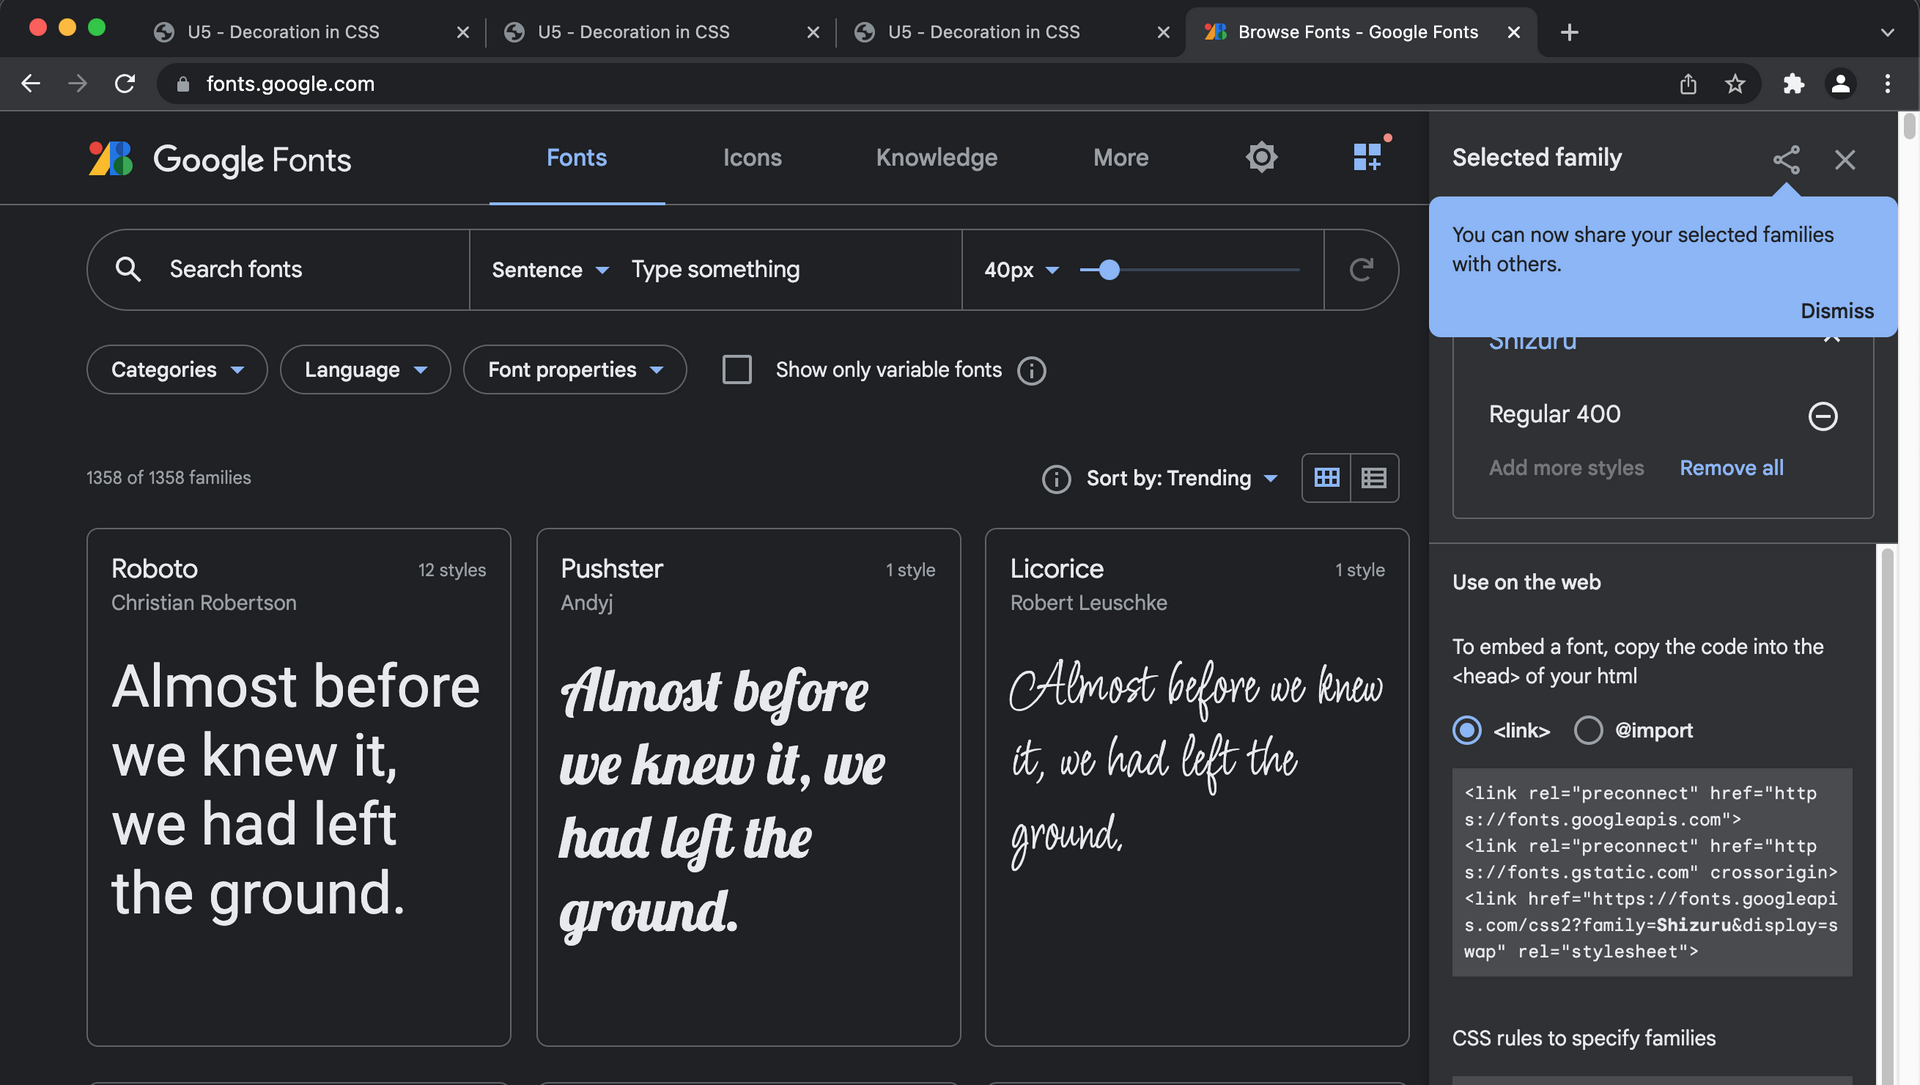 U5 - Decoration in CSS
U5 - Decoration in CSS
U5 - Decoration in CSS
Browse Fonts - Google Fonts
fonts.google.com
Google Fonts
Fonts
Icons
Knowledge
More
Search fonts
Sentence
Type something
40px
Categories
Language
Font properties
Show only variable fonts
1358 of 1358 families
Sort by: Trending
Roboto
12 styles
Christian Robertson
Almost before
we knew it,
we had left
the ground.
Pushster
1 style
Andyj
Almost before
we knew it, we
had left the
ground.
Licorice
1 style
Robert Leuschke
Almost before we knew
it, we had left the
ground.
Selected family
You can now share your selected families
with others.
Dismiss
Shizuru
Regular 400
Add more styles
Remove all
Use on the web
To embed a font, copy the code into the
<head> of your html
<link>
@import
<link rel="preconnect" href="http
s://fonts.googleapis.com">
<link rel="preconnect" href="http
s://fonts.gstatic.com" crossorigin>
<link href="https://fonts.googleapi
s.com/css2?family=Shizuru&display=s
wap" rel="stylesheet">
CSS rules to specify families